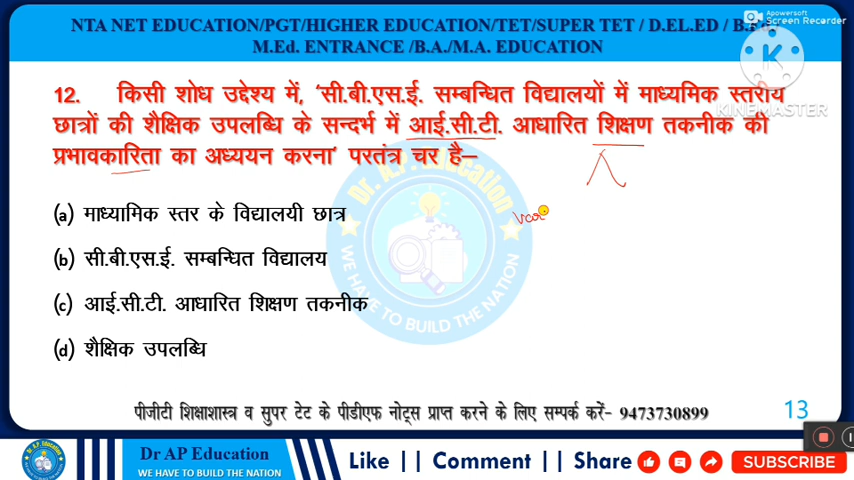 NTA NET EDUCATION/PGT/HIGHER EDUCATION/TET/SUPER TET / D.EL.ED / B.Ed.
M.Ed. ENTRANCE /B.A./M.A. EDUCATION
Apowersoft
Screen Recorder
K
KINEMASTER
12. किसी शोध उद्देश्य में, 'सी.बी.एस.ई. सम्बन्धित विद्यालयों में माध्यमिक स्तरीय
छात्रों की शैक्षिक उपलब्धि के सन्दर्भ में आई.सी.टी. आधारित शिक्षण तकनीक की
प्रभावकारिता का अध्ययन करना' परतंत्र चर है–
(a) माध्यामिक स्तर के विद्यालयी छात्र
var
(b) सी.बी.एस.ई. सम्बन्धित विद्यालय
(c) आई.सी.टी. आधारित शिक्षण तकनीक
(d) शैक्षिक उपलब्धि
Dr. A.P. Education
WE HAVE TO BUILD THE NATION
पीजीटी शिक्षाशास्त्र व सुपर टेट के पीडीएफ नोट्स प्राप्त करने के लिए सम्पर्क करें- 9473730899
13
Dr AP Education
WE HAVE TO BUILD THE NATION
Like || Comment || Share
SUBSCRIBE